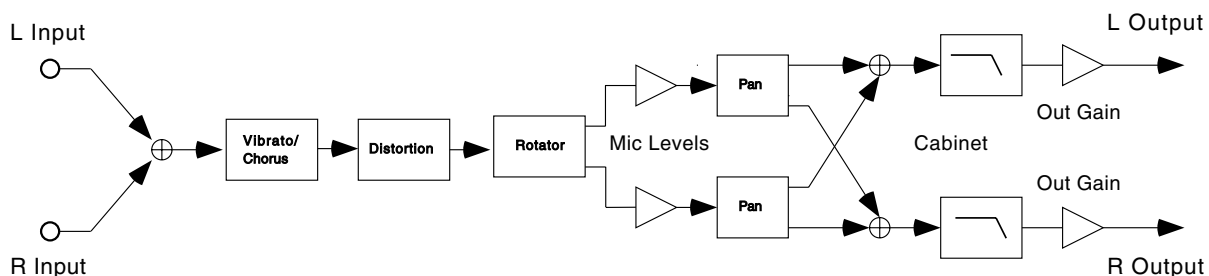 L Input
L Output
Pan
Out Gain
Vibrato/
Chorus
Distortion
Rotator
Mic Levels
Cabinet
Pan
Out Gain
R Input
R Output